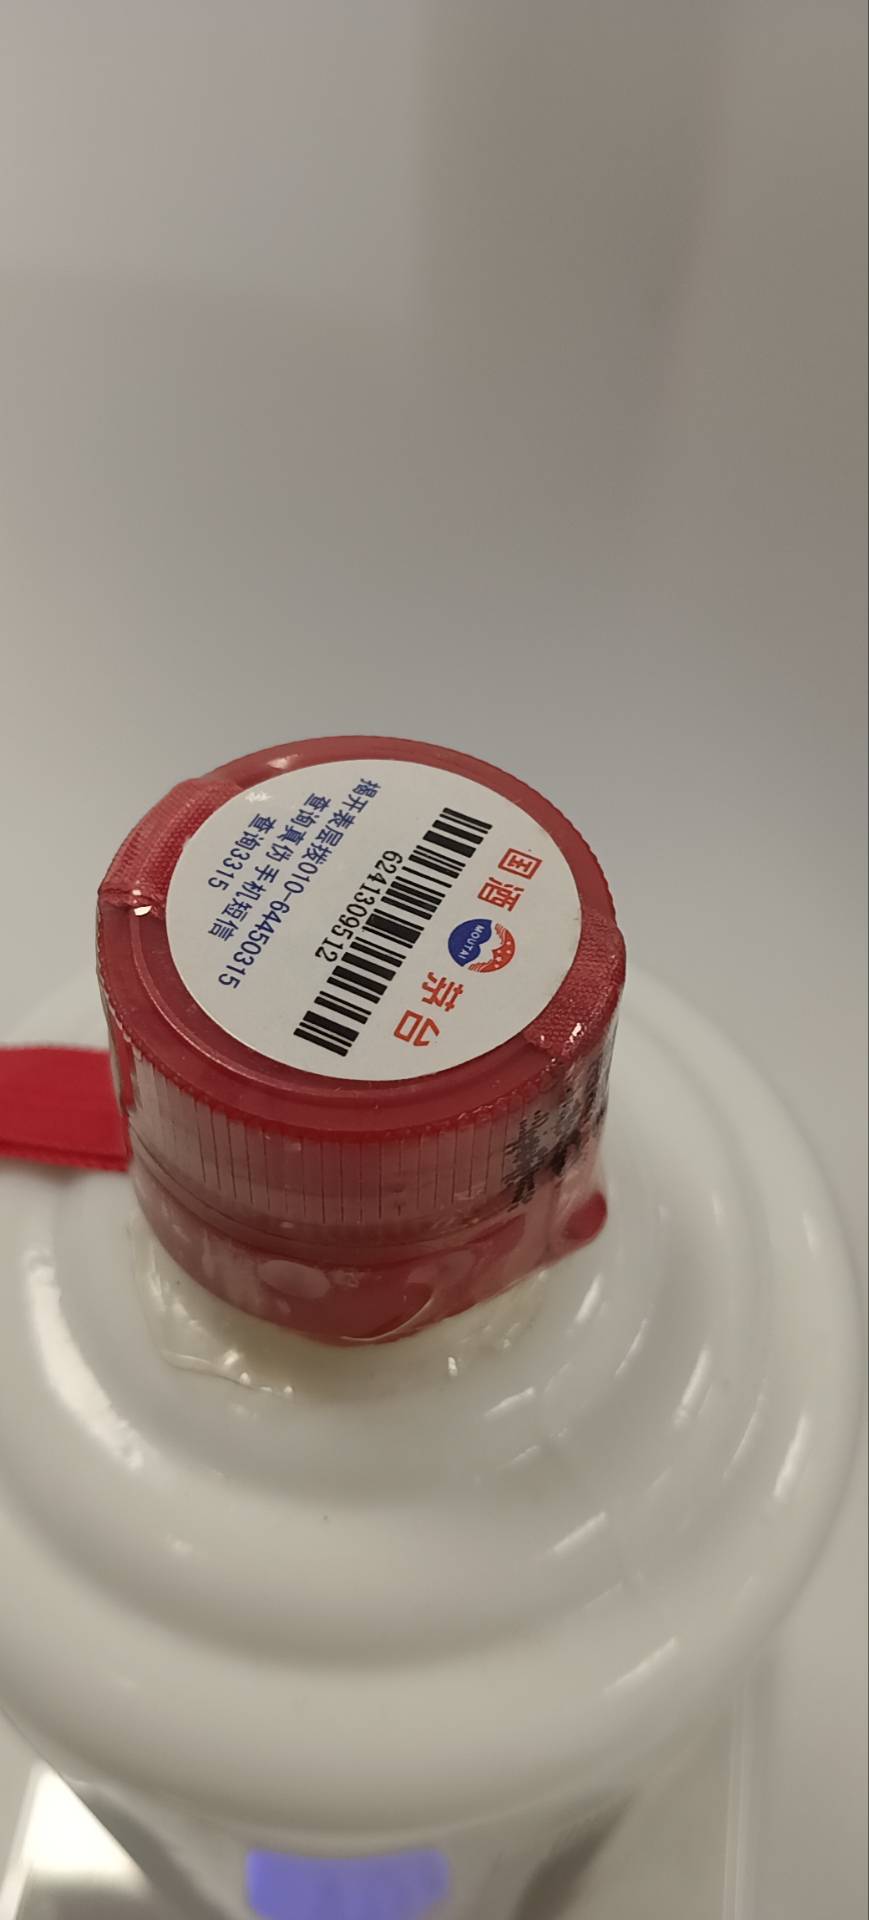 国酒 茅台
MOUTAI
6241309512
揭开表层拨010-64450315
查询真伪 手机短信
查询3315